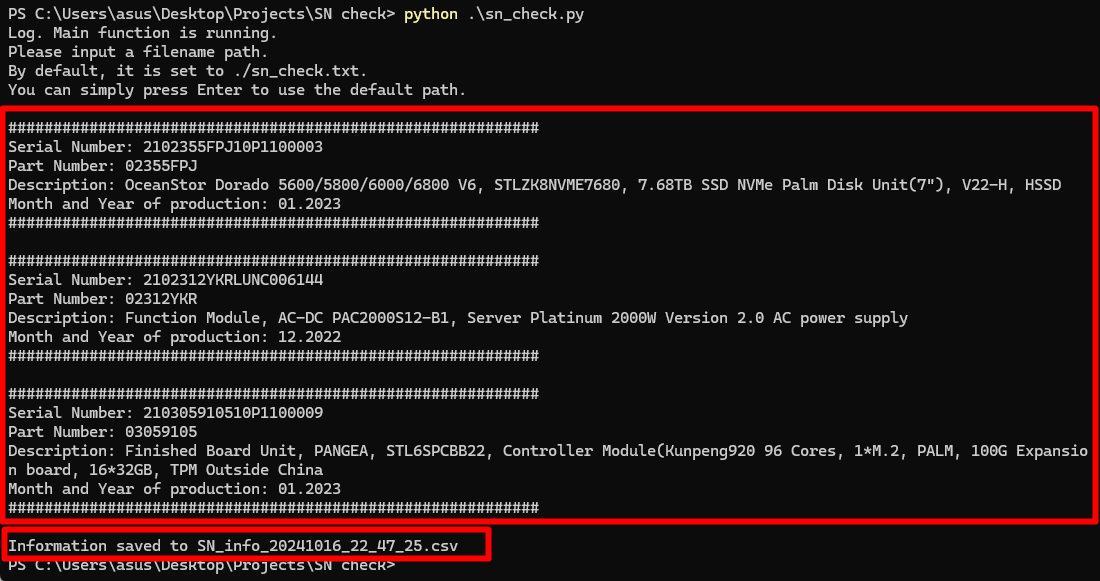 PS C:\Users\asus\Desktop\Projects\SN check> python .\sn_check.py
Log. Main function is running.
Please input a filename path.
By default, it is set to ./sn_check.txt.
You can simply press Enter to use the default path.
###########################################################
Serial Number: 2102355FPJ10P1100003
Part Number: 02355FPJ
Description: OceanStor Dorado 5600/5800/6000/6800 V6, STLZK8NVME7680, 7.68TB SSD NVMe Palm Disk Unit(7"), V22-H, HSSD
Month and Year of production: 01.2023
###########################################################
###########################################################
Serial Number: 2102312YKRLUNC006144
Part Number: 02312YKR
Description: Function Module, AC-DC PAC2000S12-B1, Server Platinum 2000W Version 2.0 AC power supply
Month and Year of production: 12.2022
###########################################################
###########################################################
Serial Number: 210305910510P1100009
Part Number: 03059105
Description: Finished Board Unit, PANGEA, STL6SPCBB22, Controller Module(Kunpeng920 96 Cores, 1*M.2, PALM, 100G Expansio
n board, 16*32GB, TPM Outside China
Month and Year of production: 01.2023
###########################################################
Information saved to SN_info_20241016_22_47_25.csv
PS C:\Users\asus\Desktop\Projects\SN check>